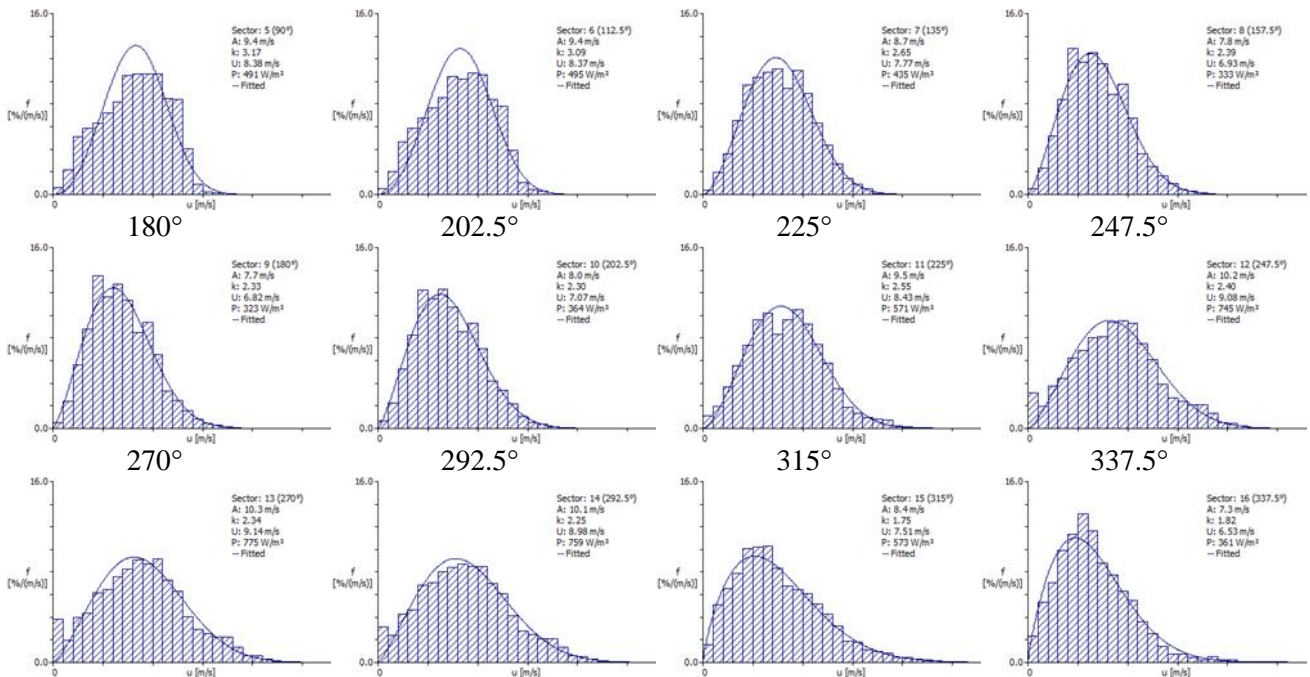 16.0
f
[%/(m/s)]
0.0
0
u [m/s]
Sector: 5 (90°)
A: 9.4 m/s
k: 3.17
U: 8.38 m/s
P: 491 W/m²
— Fitted
16.0
f
[%/(m/s)]
0.0
0
u [m/s]
Sector: 6 (112.5°)
A: 9.4 m/s
k: 3.09
U: 8.37 m/s
P: 495 W/m²
— Fitted
16.0
f
[%/(m/s)]
0.0
0
u [m/s]
Sector: 7 (135°)
A: 8.7 m/s
k: 2.65
U: 7.77 m/s
P: 435 W/m²
— Fitted
16.0
f
[%/(m/s)]
0.0
0
u [m/s]
Sector: 8 (157.5°)
A: 7.8 m/s
k: 2.39
U: 6.93 m/s
P: 333 W/m²
— Fitted
180°
202.5°
225°
247.5°
16.0
f
[%/(m/s)]
0.0
0
u [m/s]
Sector: 9 (180°)
A: 7.7 m/s
k: 2.33
U: 6.82 m/s
P: 323 W/m²
— Fitted
16.0
f
[%/(m/s)]
0.0
0
u [m/s]
Sector: 10 (202.5°)
A: 8.0 m/s
k: 2.30
U: 7.07 m/s
P: 364 W/m²
— Fitted
16.0
f
[%/(m/s)]
0.0
0
u [m/s]
Sector: 11 (225°)
A: 9.5 m/s
k: 2.55
U: 8.43 m/s
P: 571 W/m²
— Fitted
16.0
f
[%/(m/s)]
0.0
0
u [m/s]
Sector: 12 (247.5°)
A: 10.2 m/s
k: 2.40
U: 9.08 m/s
P: 745 W/m²
— Fitted
270°
292.5°
315°
337.5°
16.0
f
[%/(m/s)]
0.0
0
u [m/s]
Sector: 13 (270°)
A: 10.3 m/s
k: 2.34
U: 9.14 m/s
P: 775 W/m²
— Fitted
16.0
f
[%/(m/s)]
0.0
0
u [m/s]
Sector: 14 (292.5°)
A: 10.1 m/s
k: 2.25
U: 8.98 m/s
P: 759 W/m²
— Fitted
16.0
f
[%/(m/s)]
0.0
0
u [m/s]
Sector: 15 (315°)
A: 8.4 m/s
k: 1.75
U: 7.51 m/s
P: 573 W/m²
— Fitted
16.0
f
[%/(m/s)]
0.0
0
u [m/s]
Sector: 16 (337.5°)
A: 7.3 m/s
k: 1.82
U: 6.53 m/s
P: 361 W/m²
— Fitted